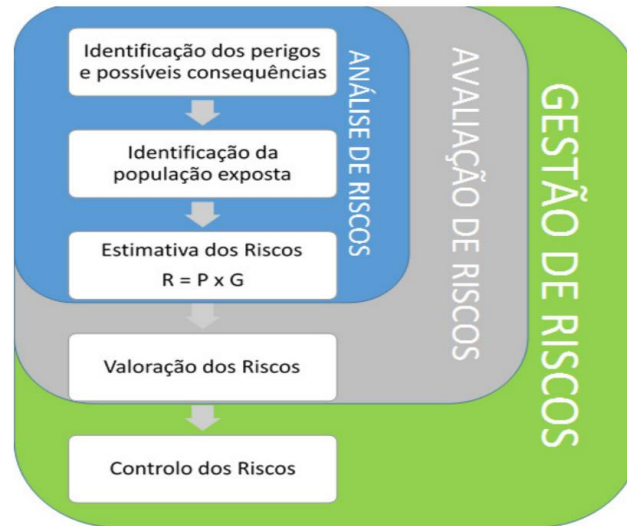 Identificação dos perigos
e possíveis consequências
Identificação da
população exposta
Estimativa dos Riscos
R = P x G
Valoração dos Riscos
Controlo dos Riscos
ANÁLISE DE RISCOS
AVALIAÇÃO DE RISCOS
GESTÃO DE RISCOS